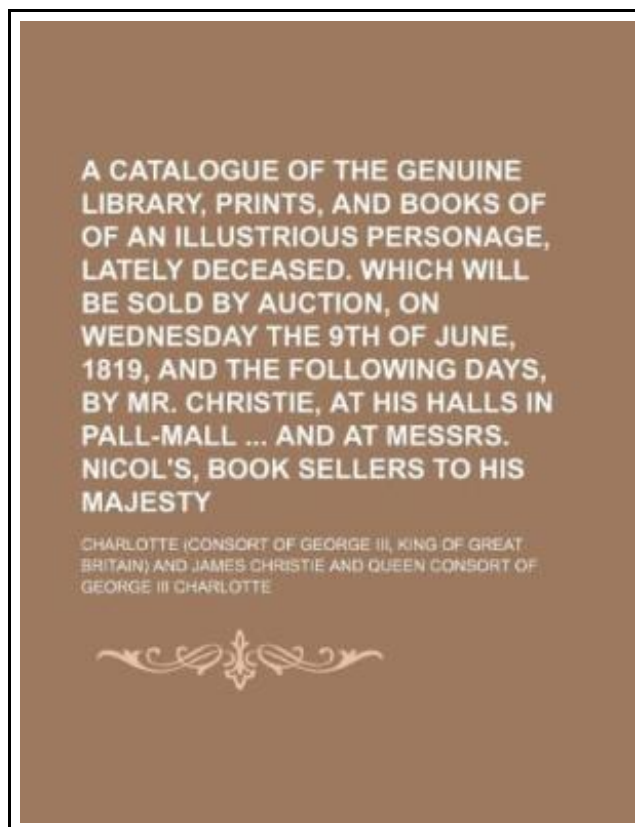 A CATALOGUE OF THE GENUINE
LIBRARY, PRINTS, AND BOOKS OF
OF AN ILLUSTRIOUS PERSONAGE,
LATELY DECEASED. WHICH WILL
BE SOLD BY AUCTION, ON
WEDNESDAY THE 9TH OF JUNE,
1819, AND THE FOLLOWING DAYS,
BY MR. CHRISTIE, AT HIS HALLS IN
PALL-MALL ... AND AT MESSRS.
NICOL'S, BOOK SELLERS TO HIS
MAJESTY
CHARLOTTE (CONSORT OF GEORGE III, KING OF GREAT
BRITAIN) AND JAMES CHRISTIE AND QUEEN CONSORT OF
GEORGE III CHARLOTTE